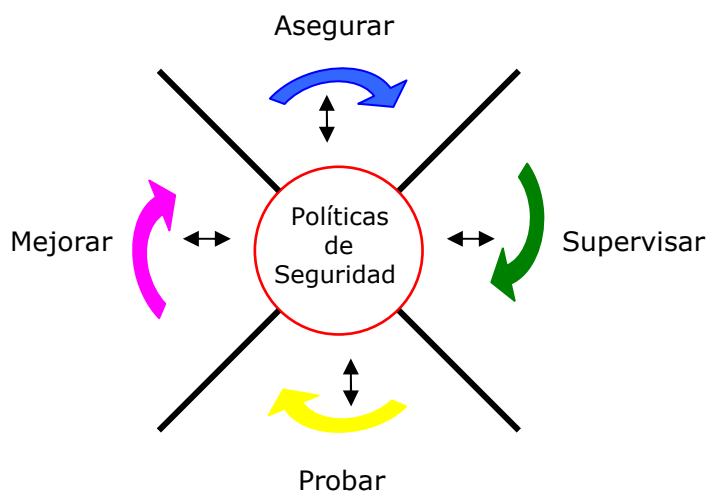 Asegurar
Políticas
de
Seguridad
Mejorar
Supervisar
Probar